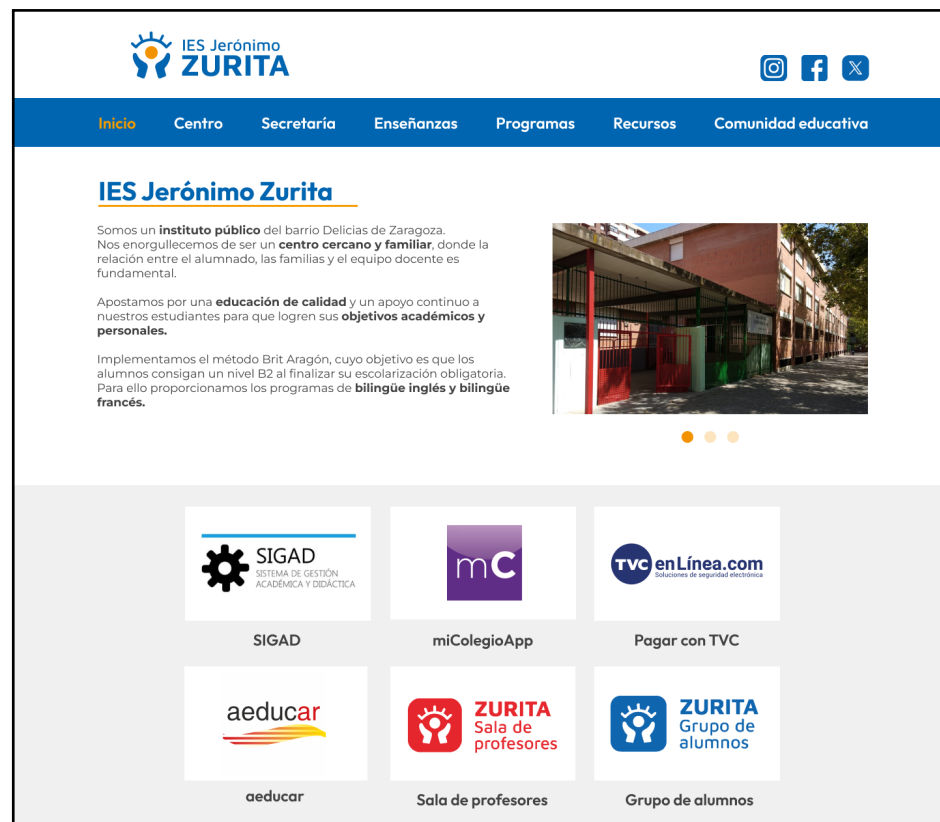 IES Jerónimo
ZURITA
Inicio Centro Secretaría Enseñanzas Programas Recursos Comunidad educativa
IES Jerónimo Zurita
Somos un instituto público del barrio Delicias de Zaragoza.
Nos enorgullecemos de ser un centro cercano y familiar, donde la
relación entre el alumnado, las familias y el equipo docente es
fundamental.
Apostamos por una educación de calidad y un apoyo continuo a
nuestros estudiantes para que logren sus objetivos académicos y
personales.
Implementamos el método Brit Aragón, cuyo objetivo es que los
alumnos consigan un nivel B2 al finalizar su escolarización obligatoria.
Para ello proporcionamos los programas de bilingüe inglés y bilingüe
francés.
SIGAD
SISTEMA DE GESTIÓN
ACADÉMICA Y DIDÁCTICA
SIGAD
mC
miColegioApp
TVC enLínea.com
Soluciones de seguridad electrónica
Pagar con TVC
aeducar
aeducar
ZURITA
Sala de
profesores
Sala de profesores
ZURITA
Grupo de
alumnos
Grupo de alumnos